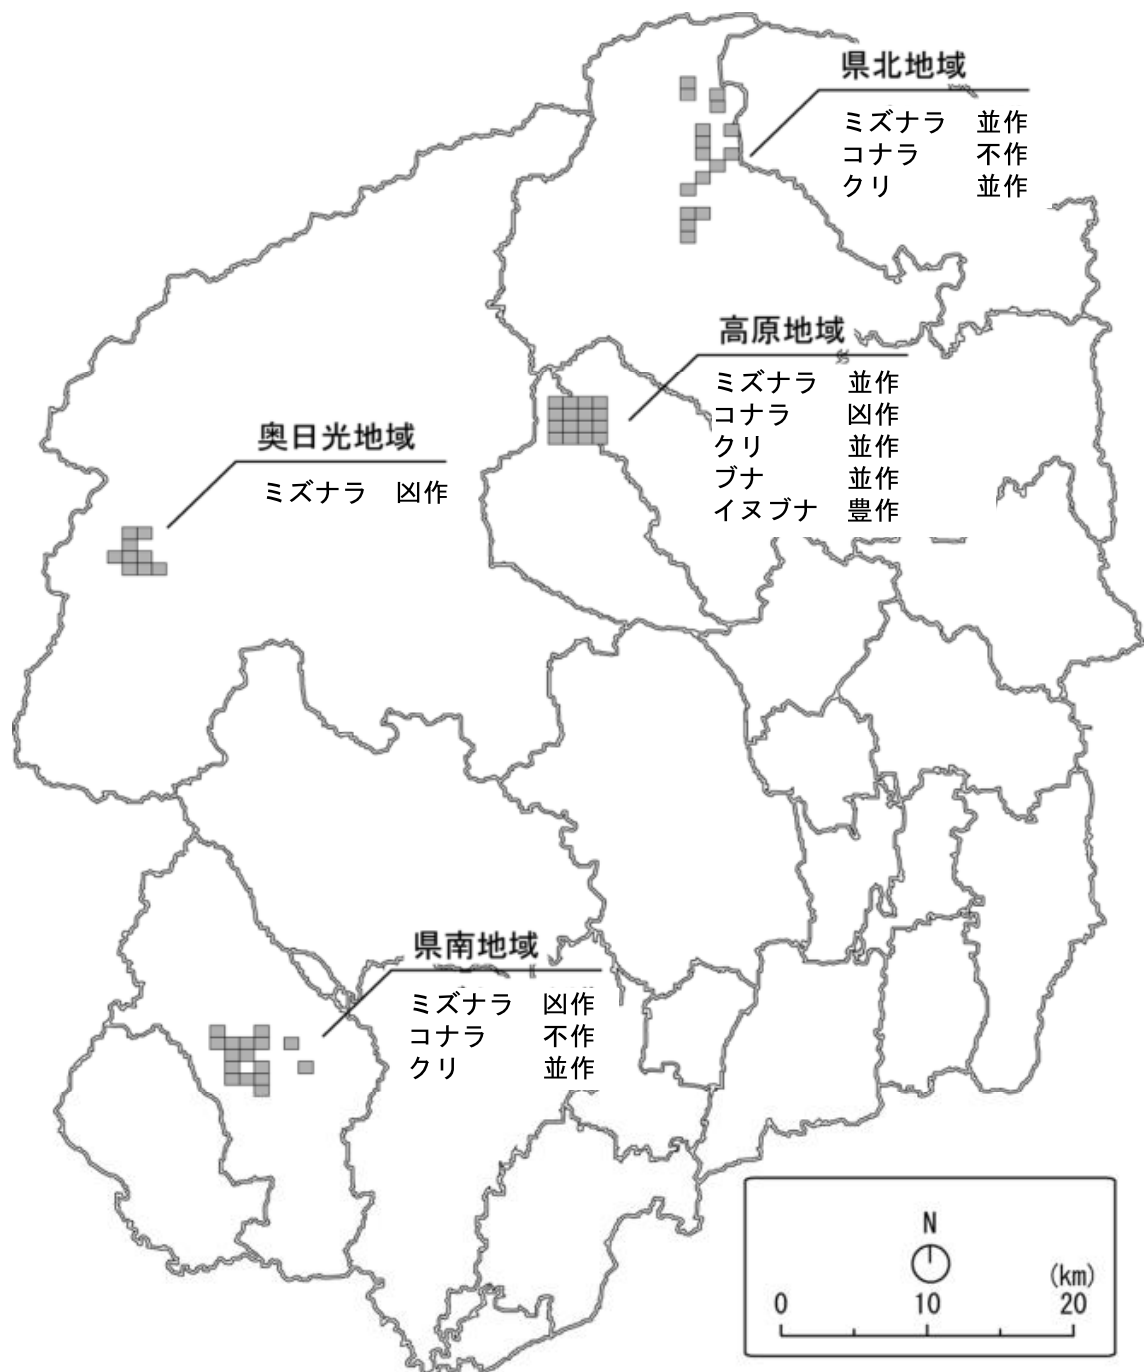 県北地域
ミズナラ 並作
コナラ 不作
クリ 並作
高原地域
ミズナラ 並作
コナラ 凶作
クリ 並作
ブナ 並作
イヌブナ 豊作
奥日光地域
ミズナラ 凶作
県南地域
ミズナラ 凶作
コナラ 不作
クリ 並作
N
(km)
0 10 20